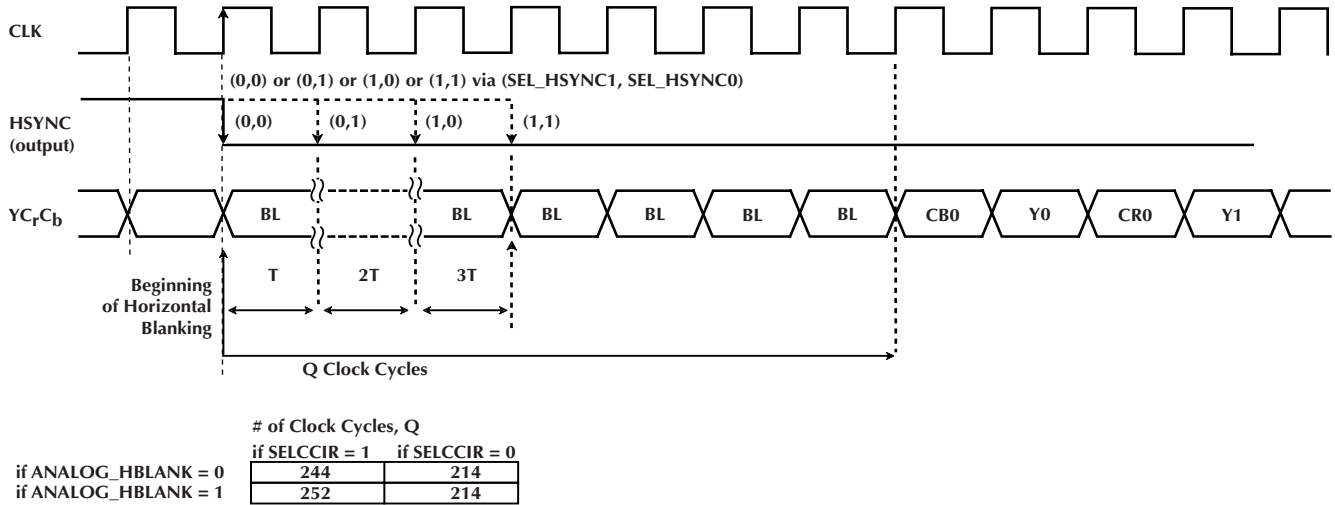 CLK
(0,0) or (0,1) or (1,0) or (1,1) via (SEL_HSYNC1, SEL_HSYNC0)
HSYNC
(output)
(0,0) (0,1) (1,0) (1,1)
YCrCb
BL BL BL BL BL BL CB0 Y0 CR0 Y1
T 2T 3T
Beginning
of Horizontal
Blanking
Q Clock Cycles
# of Clock Cycles, Q
if SELCCIR = 1 if SELCCIR = 0
if ANALOG_HBLANK = 0 244 214
if ANALOG_HBLANK = 1 252 214